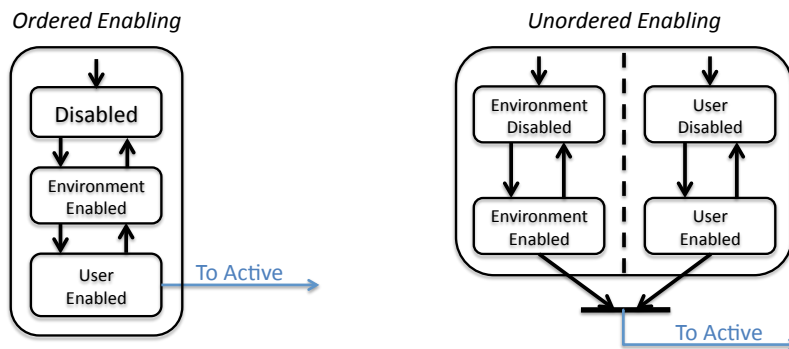 Ordered Enabling
Disabled
Environment
Enabled
User
Enabled
To Active
Unordered Enabling
Environment
Disabled
User
Disabled
Environment
Enabled
User
Enabled
To Active